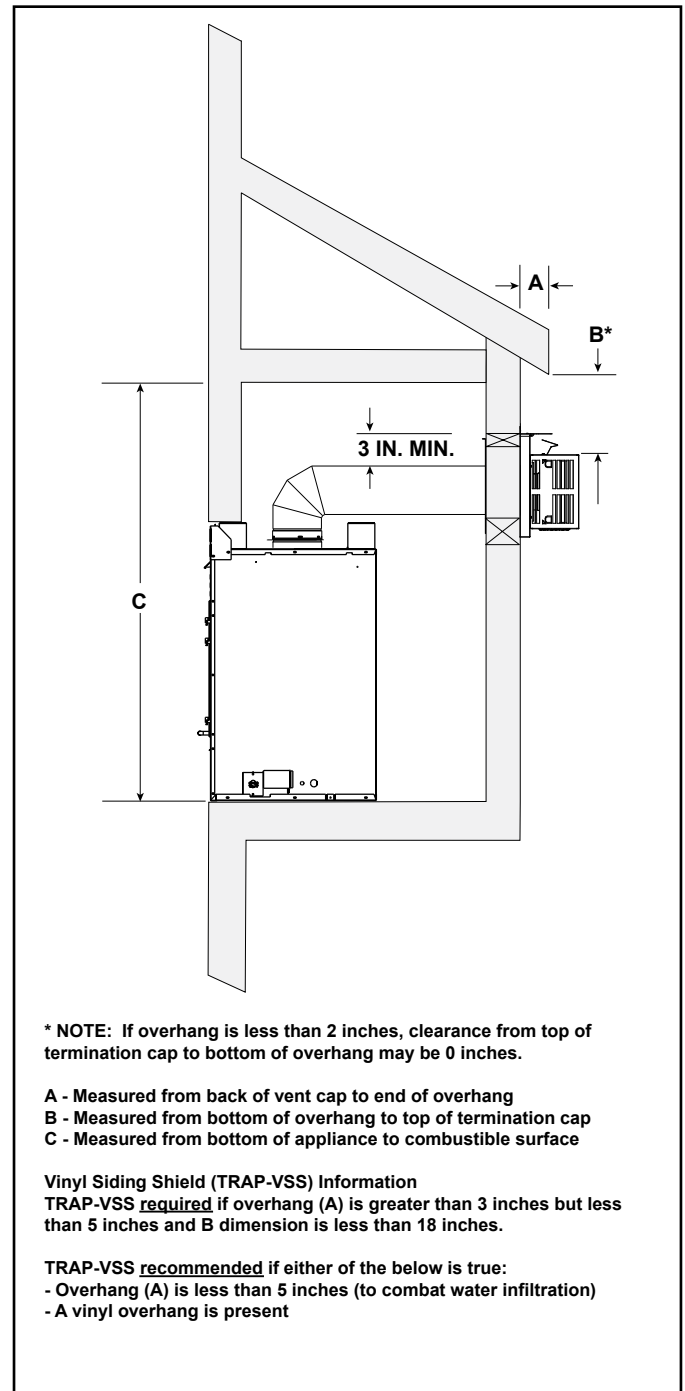 A
B*
3 IN. MIN.
C
* NOTE:  If overhang is less than 2 inches, clearance from top of
termination cap to bottom of overhang may be 0 inches.
A - Measured from back of vent cap to end of overhang
B - Measured from bottom of overhang to top of termination cap
C - Measured from bottom of appliance to combustible surface
Vinyl Siding Shield (TRAP-VSS) Information
TRAP-VSS required if overhang (A) is greater than 3 inches but less
than 5 inches and B dimension is less than 18 inches.
TRAP-VSS recommended if either of the below is true:
- Overhang (A) is less than 5 inches (to combat water infiltration)
- A vinyl overhang is present